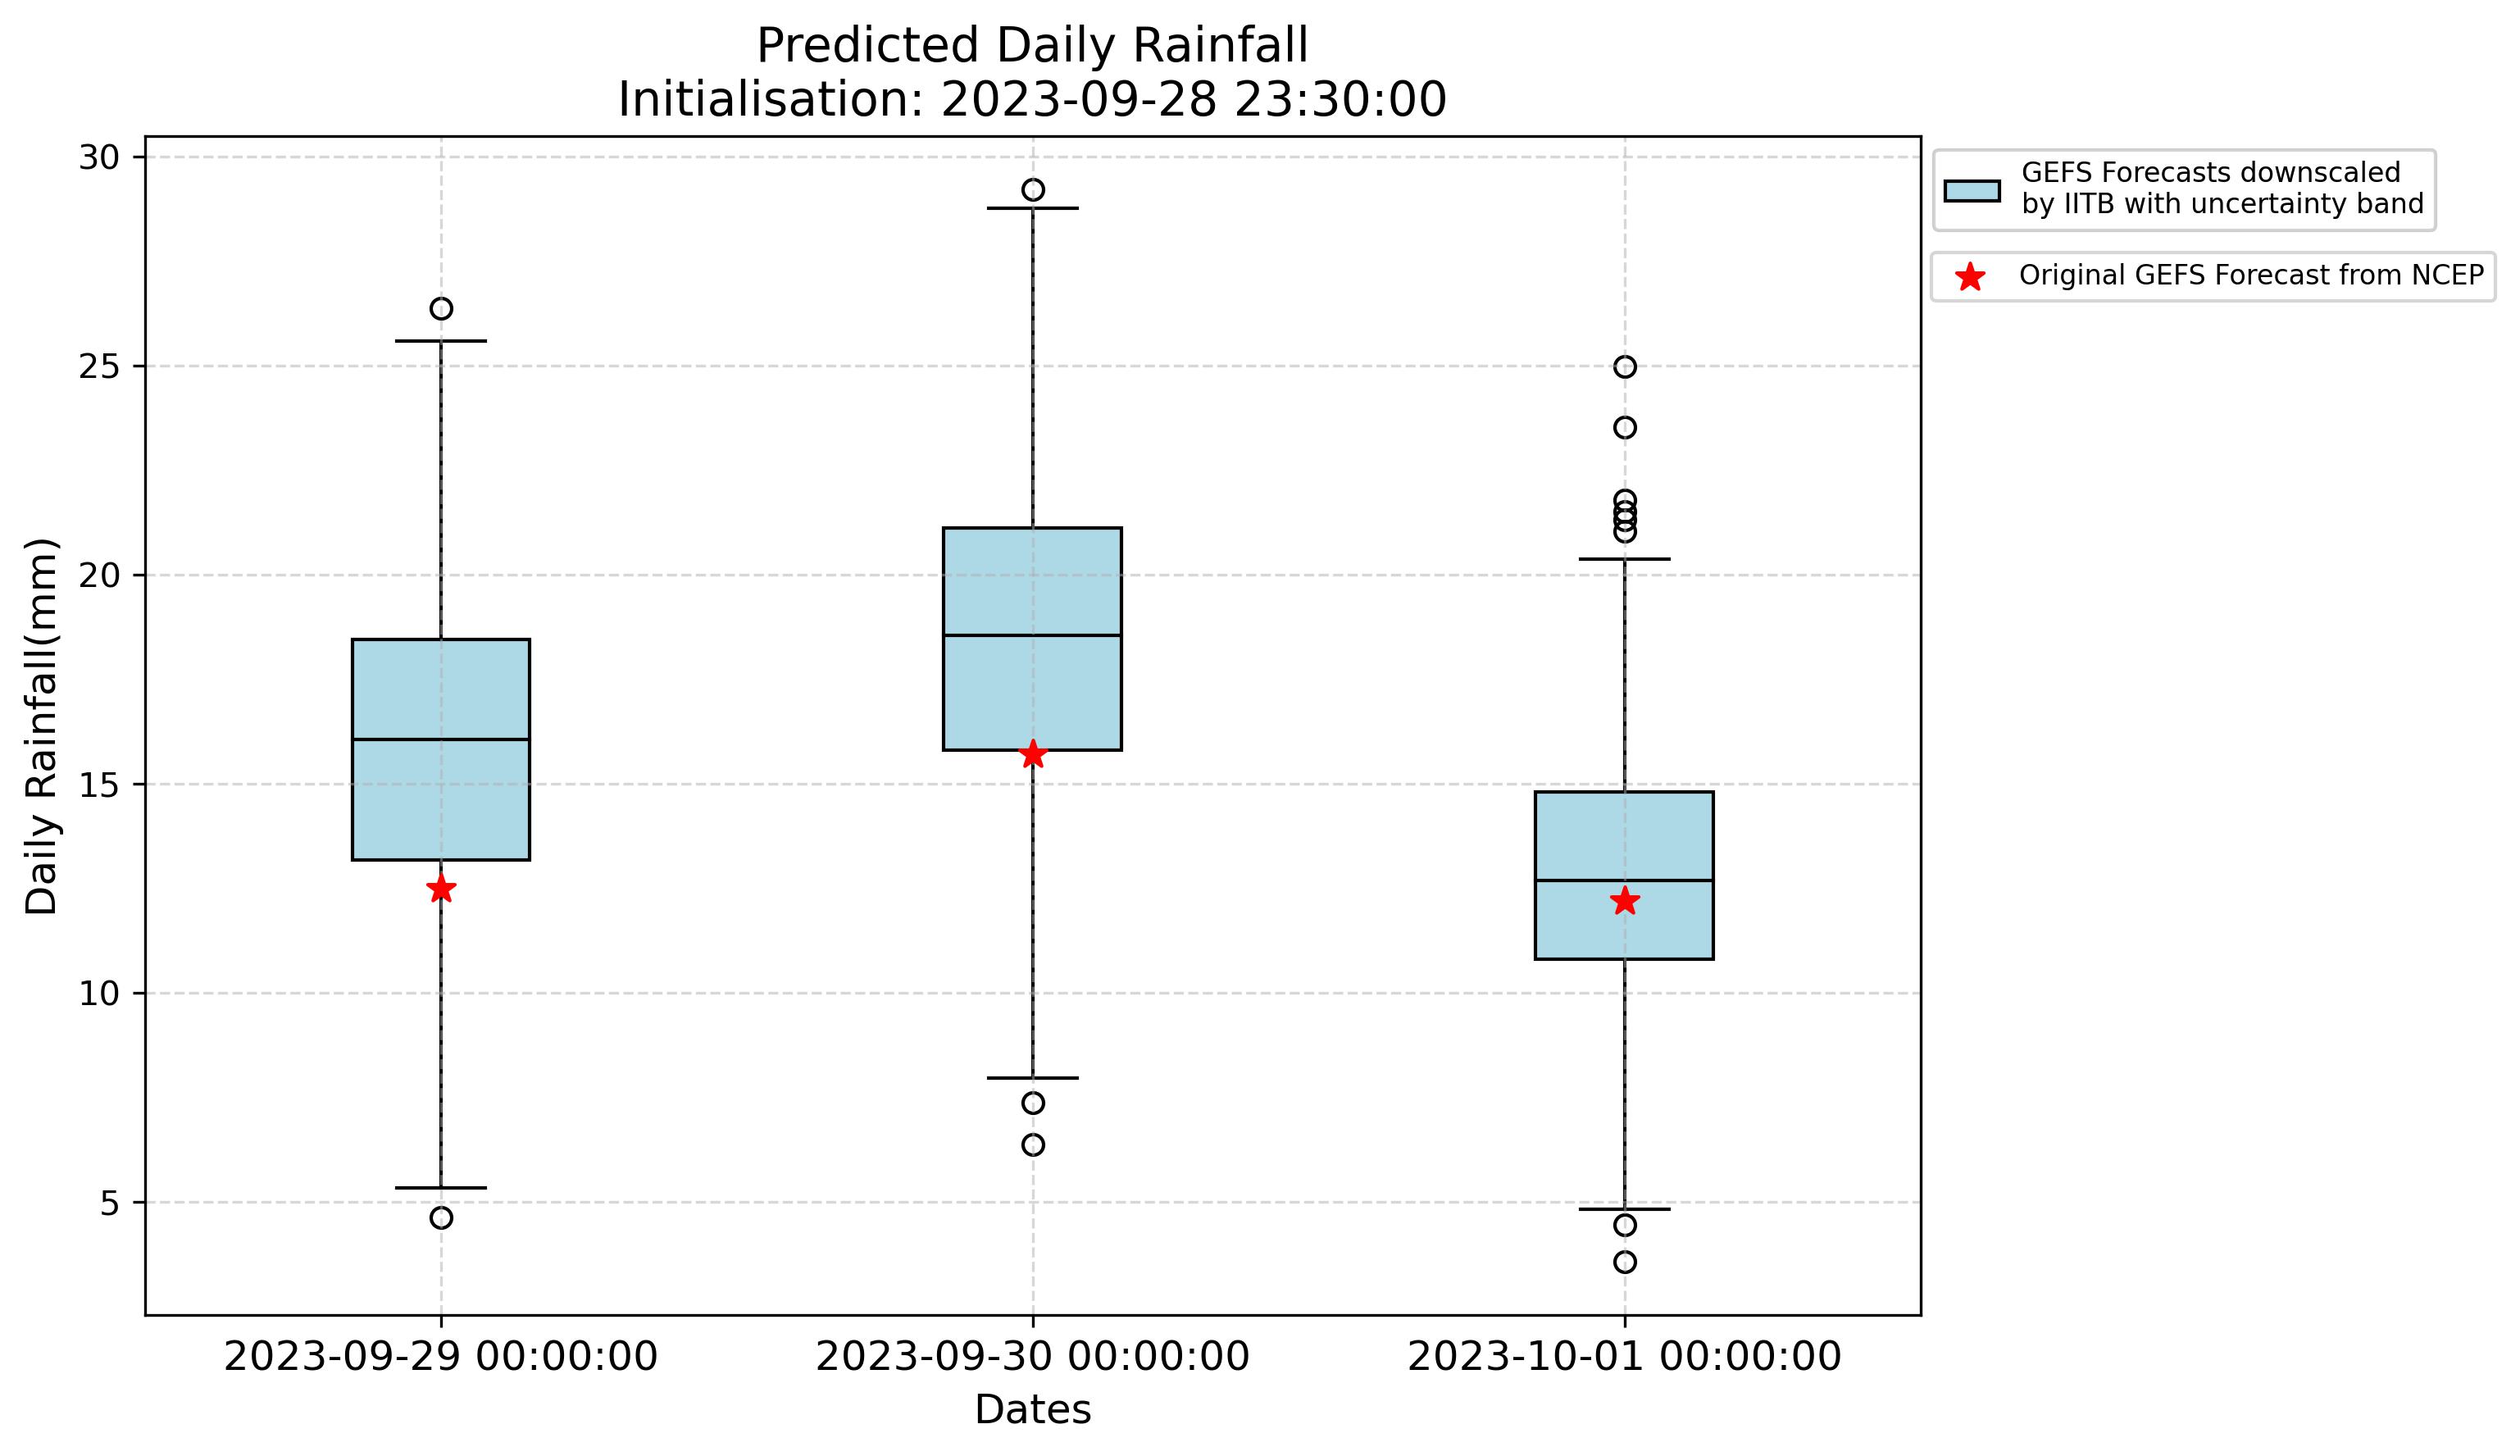 Predicted Daily Rainfall
Initialisation: 2023-09-28 23:30:00
30
25
20
15
10
5
Daily Rainfall(mm)
2023-09-29 00:00:00
2023-09-30 00:00:00
2023-10-01 00:00:00
Dates
GEFS Forecasts downscaled
by IITB with uncertainty band
Original GEFS Forecast from NCEP